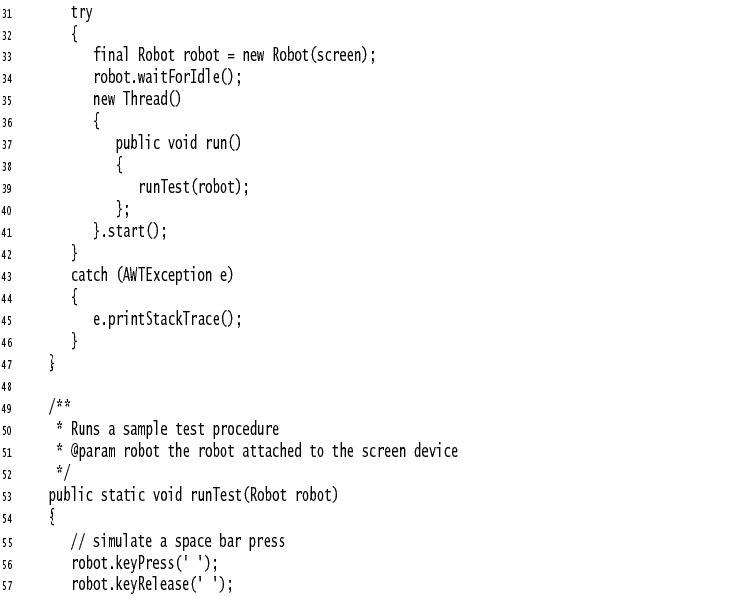 31 try
32 {
33 final Robot robot = new Robot(screen);
34 robot.waitForIdle();
35 new Thread()
36 {
37 public void run()
38 {
39 runTest(robot);
40 };
41 }.start();
42 }
43 catch (AWTException e)
44 {
45 e.printStackTrace();
46 }
47 }
48
49 /**
50 * Runs a sample test procedure
51 * @param robot the robot attached to the screen device
52 */
53 public static void runTest(Robot robot)
54 {
55 // simulate a space bar press
56 robot.keyPress(' ');
57 robot.keyRelease(' ');